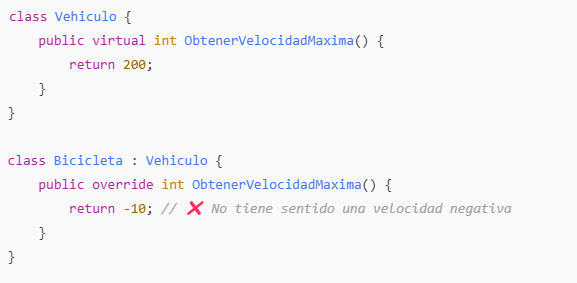 class Vehiculo {
    public virtual int ObtenerVelocidadMaxima() {
        return 200;
    }
}

class Bicicleta : Vehiculo {
    public override int ObtenerVelocidadMaxima() {
        return -10; // ❌ No tiene sentido una velocidad negativa
    }
}